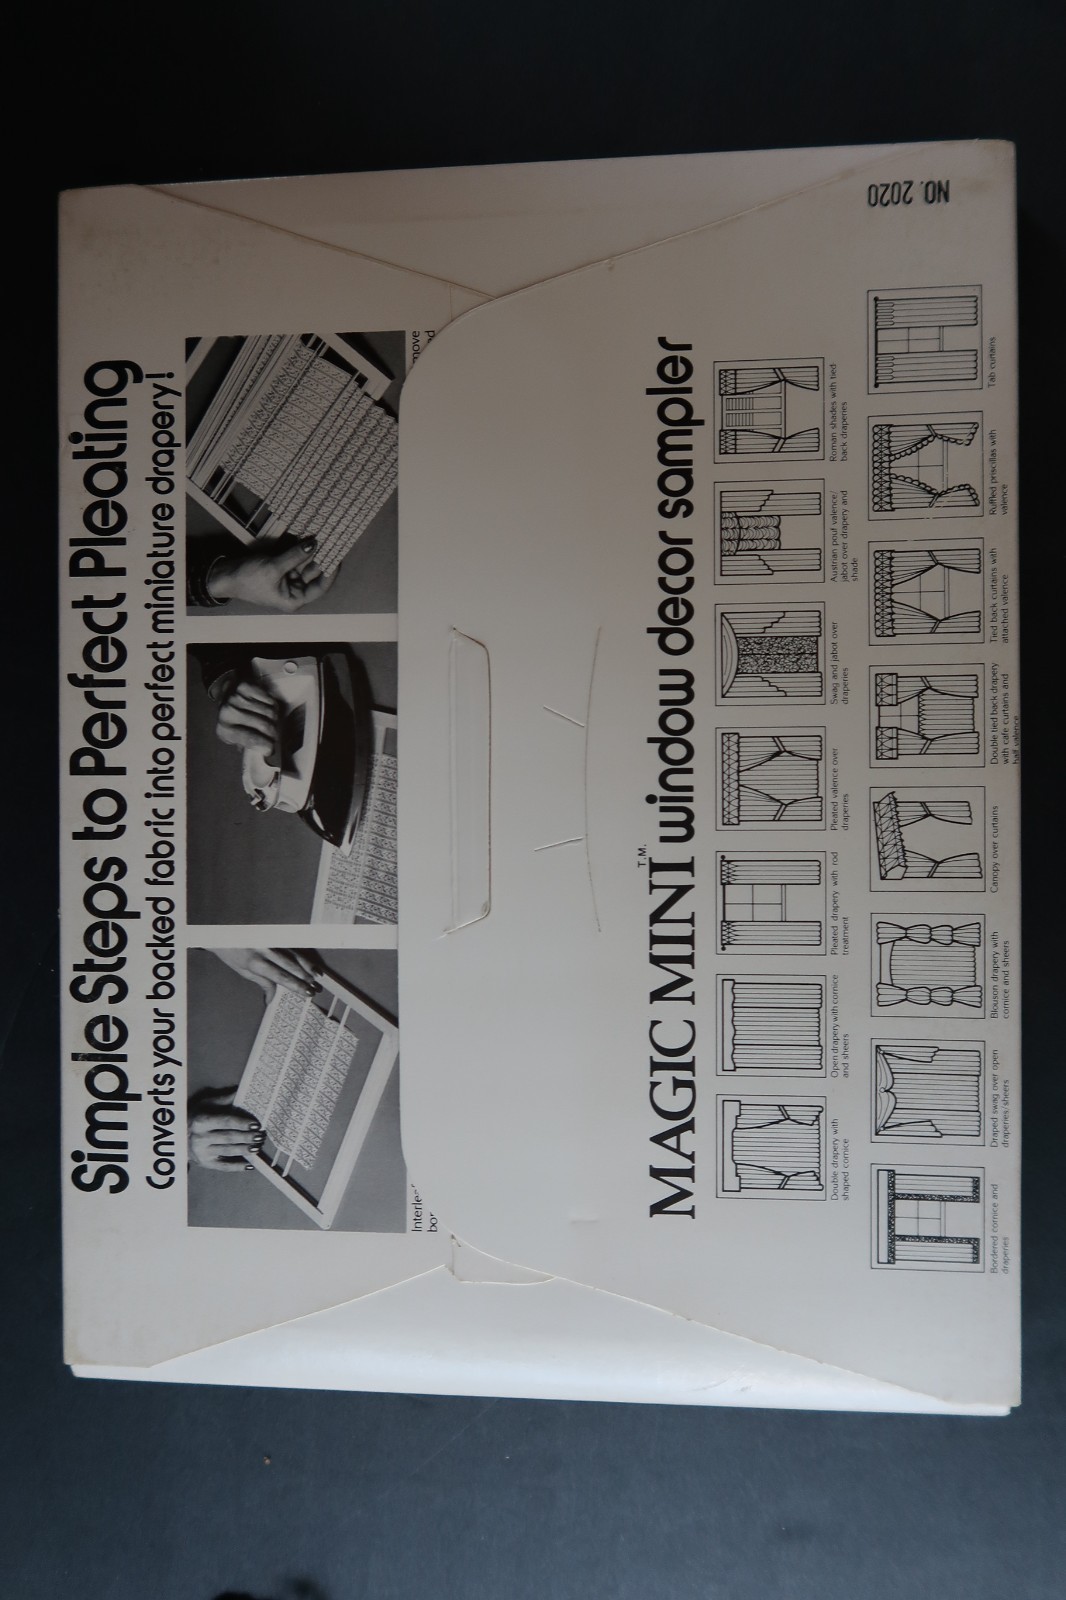 Simple Steps to Perfect Pleating
Converts your backed fabric into perfect miniature drapery!
move
MAGIC MINI T.M. window decor sampler
Double drapery with
shaped cornice
Open drapery with cornice
and sheers
Pleated drapery with rod
treatment
Pleated valence over
draperies
Swag and jabot over
draperies
Austrian pouf valence/
jabot over drapery and
shade
Roman shades with tied
back draperies
Bordered cornice and
draperies
Draped swag over open
draperies/sheers
Blouson drapery with
cornice and sheers
Canopy over curtains
Double tied back drapery
with cafe curtains and
half valence
Tied back curtains with
attached valence
Ruffled priscillas with
valence
Tab curtains
NO. 2020